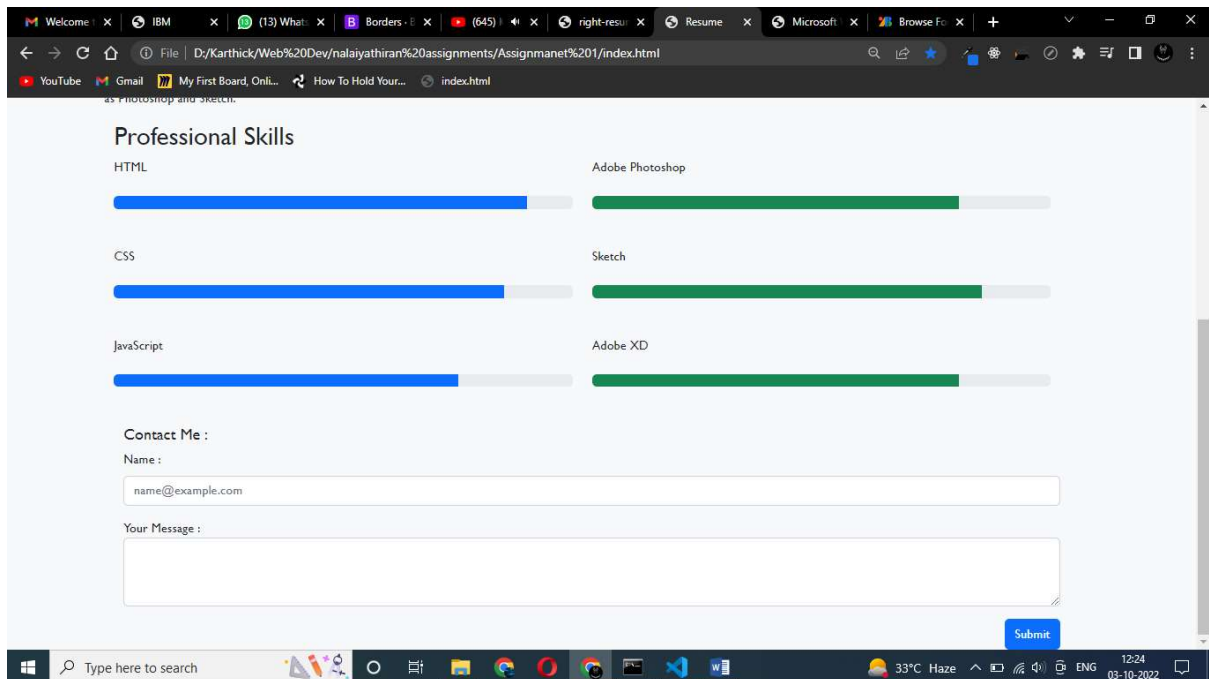 Welcome t
IBM
(13) What:
Borders · B
(645)
right-resur
Resume
Microsoft
Browse Fo
File | D:/Karthick/Web%20Dev/nalaiyathiran%20assignments/Assignmanet%201/index.html
YouTube Gmail My First Board, Onli... How To Hold Your... index.html
as Photoshop and Sketch.
Professional Skills
HTML Adobe Photoshop
CSS Sketch
JavaScript Adobe XD
Contact Me :
Name :
name@example.com
Your Message :
Submit
Type here to search
33°C Haze
ENG
12:24
03-10-2022